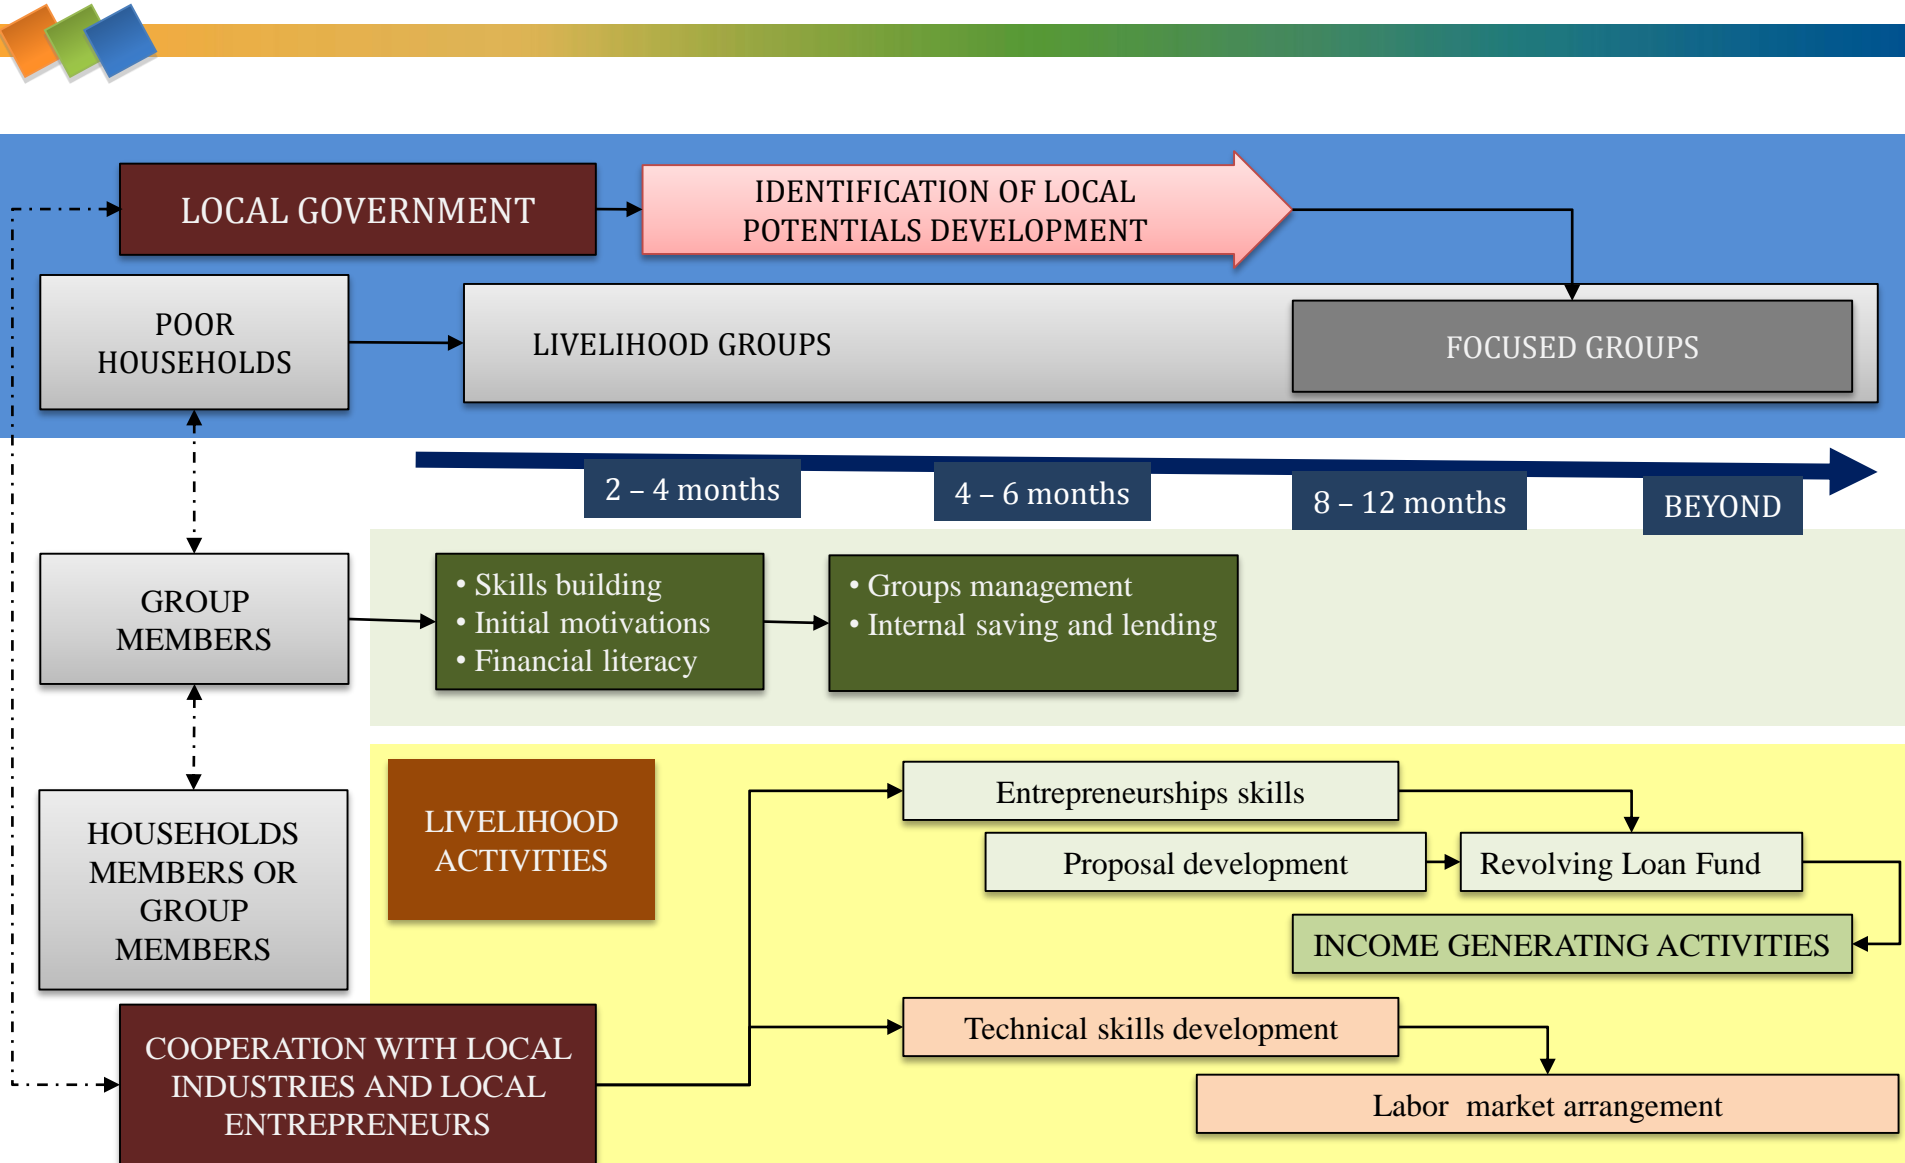 LOCAL GOVERNMENT
IDENTIFICATION OF LOCAL
POTENTIALS DEVELOPMENT
POOR
HOUSEHOLDS
LIVELIHOOD GROUPS
FOCUSED GROUPS
2 – 4 months
4 – 6 months
8 – 12 months
BEYOND
GROUP
MEMBERS
• Skills building
• Initial motivations
• Financial literacy
• Groups management
• Internal saving and lending
HOUSEHOLDS
MEMBERS OR
GROUP
MEMBERS
LIVELIHOOD
ACTIVITIES
Entrepreneurships skills
Proposal development
Revolving Loan Fund
INCOME GENERATING ACTIVITIES
COOPERATION WITH LOCAL
INDUSTRIES AND LOCAL
ENTREPRENEURS
Technical skills development
Labor market arrangement